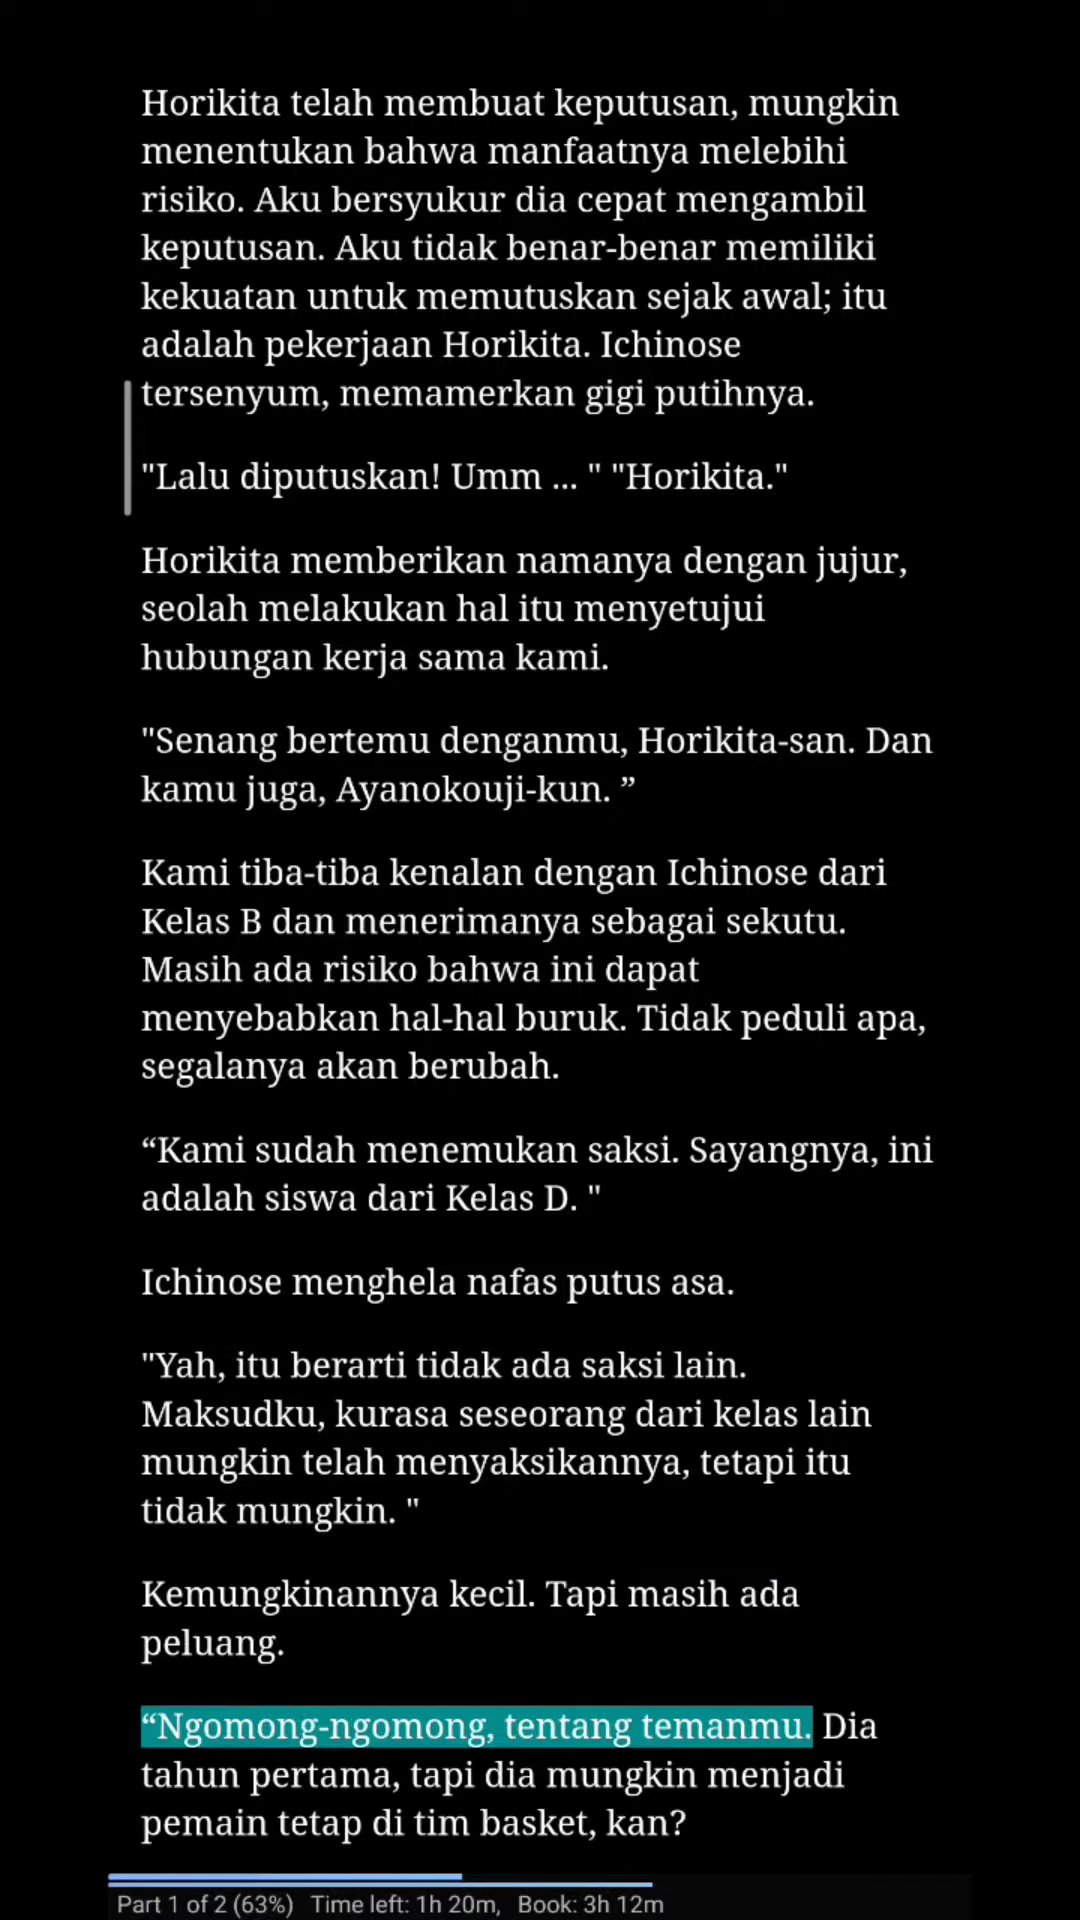 Horikita telah membuat keputusan, mungkin
menentukan bahwa manfaatnya melebihi
risiko. Aku bersyukur dia cepat mengambil
keputusan. Aku tidak benar-benar memiliki
kekuatan untuk memutuskan sejak awal; itu
adalah pekerjaan Horikita. Ichinose
tersenyum, memamerkan gigi putihnya.
"Lalu diputuskan! Umm ... " "Horikita."
Horikita memberikan namanya dengan jujur,
seolah melakukan hal itu menyetujui
hubungan kerja sama kami.
"Senang bertemu denganmu, Horikita-san. Dan
kamu juga, Ayanokouji-kun. ”
Kami tiba-tiba kenalan dengan Ichinose dari
Kelas B dan menerimanya sebagai sekutu.
Masih ada risiko bahwa ini dapat
menyebabkan hal-hal buruk. Tidak peduli apa,
segalanya akan berubah.
“Kami sudah menemukan saksi. Sayangnya, ini
adalah siswa dari Kelas D. "
Ichinose menghela nafas putus asa.
"Yah, itu berarti tidak ada saksi lain.
Maksudku, kurasa seseorang dari kelas lain
mungkin telah menyaksikannya, tetapi itu
tidak mungkin. "
Kemungkinannya kecil. Tapi masih ada
peluang.
“Ngomong-ngomong, tentang temanmu. Dia
tahun pertama, tapi dia mungkin menjadi
pemain tetap di tim basket, kan?
Part 1 of 2 (63%) Time left: 1h 20m, Book: 3h 12m